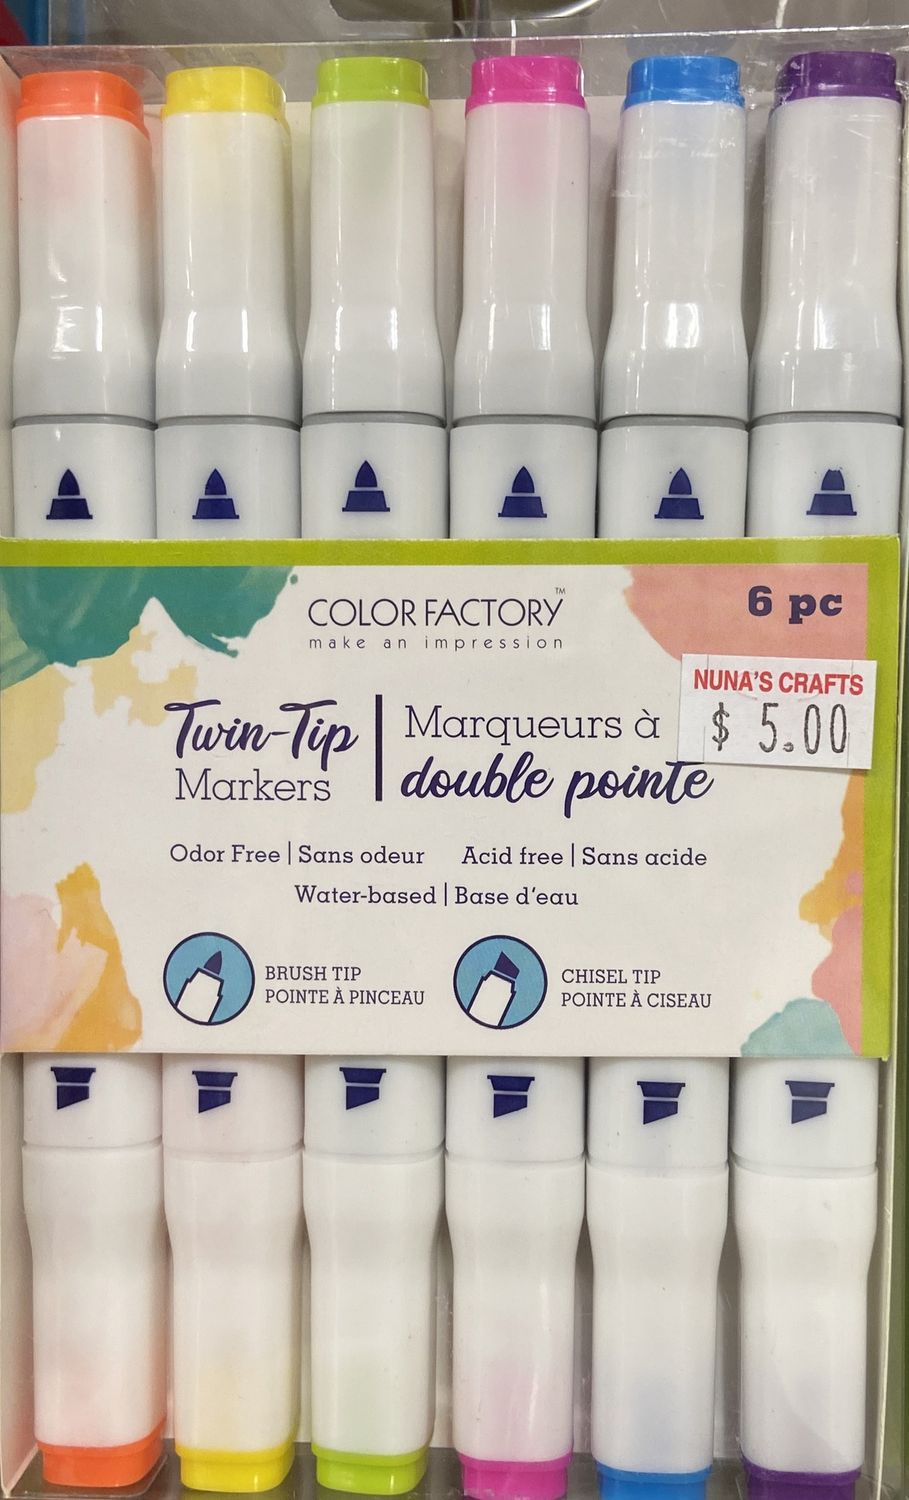 COLOR FACTORY™
make an impression
6 pc
NUNA'S CRAFTS
$ 5.00
Twin-Tip
Markers
Marqueurs à
double pointe
Odor Free | Sans odeur Acid free | Sans acide
Water-based | Base d'eau
BRUSH TIP
POINTE À PINCEAU
CHISEL TIP
POINTE À CISEAU